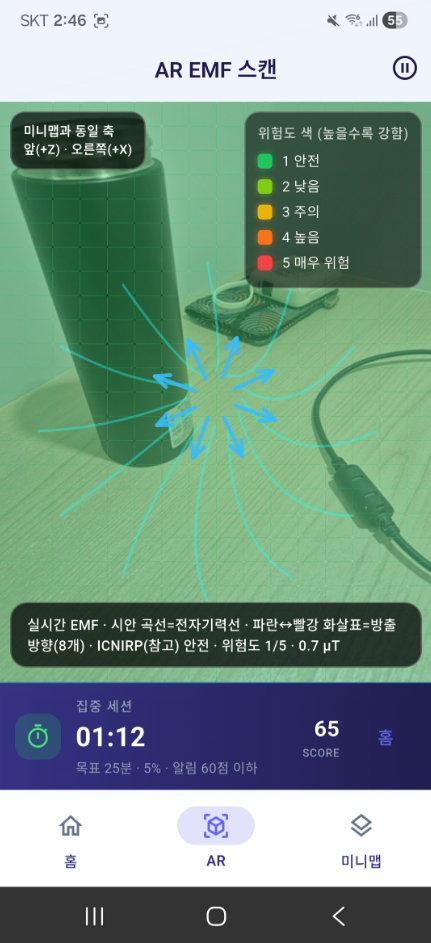 SKT 2:46
55
AR EMF 스캔
미니맵과 동일 축
앞(+Z) · 오른쪽(+X)
위험도 색 (높을수록 강함)
1 안전
2 낮음
3 주의
4 높음
5 매우 위험
실시간 EMF · 시안 곡선=전자기력선 · 파란↔빨강 화살표=방출
방향(8개) · ICNIRP(참고) 안전 · 위험도 1/5 · 0.7 µT
집중 세션
01:12
목표 25분 · 5% · 알림 60점 이하
65
SCORE
홈
홈
AR
미니맵